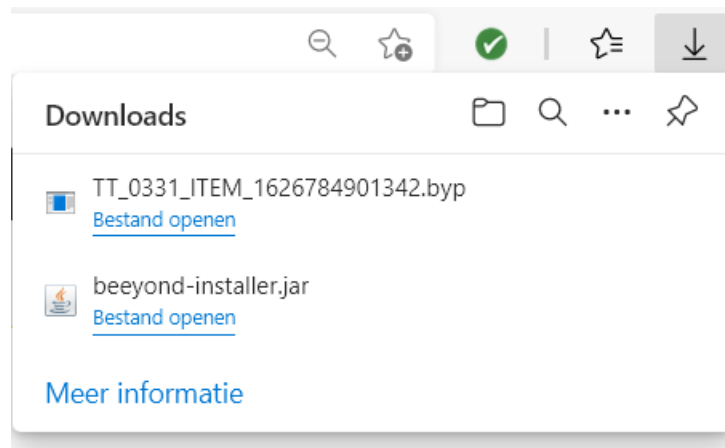 Downloads
TT_0331_ITEM_1626784901342.byp
Bestand openen
beeyond-installer.jar
Bestand openen
Meer informatie